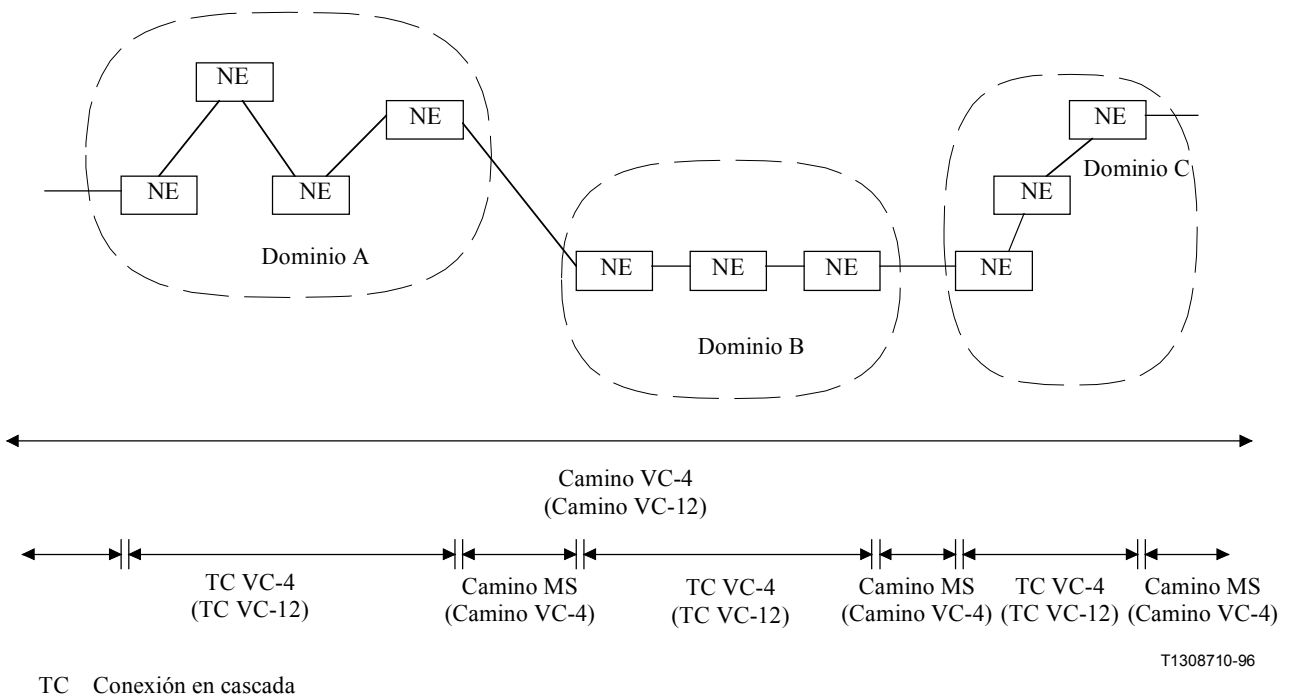 NE
NE
NE
NE
NE
NE
Dominio C
NE
NE
Dominio A
NE
NE
NE
NE
Dominio B
Camino VC-4
(Camino VC-12)
TC VC-4
(TC VC-12)
Camino MS
(Camino VC-4)
TC VC-4
(TC VC-12)
Camino MS
(Camino VC-4)
TC VC-4
(TC VC-12)
Camino MS
(Camino VC-4)
T1308710-96
TC Conexión en cascada